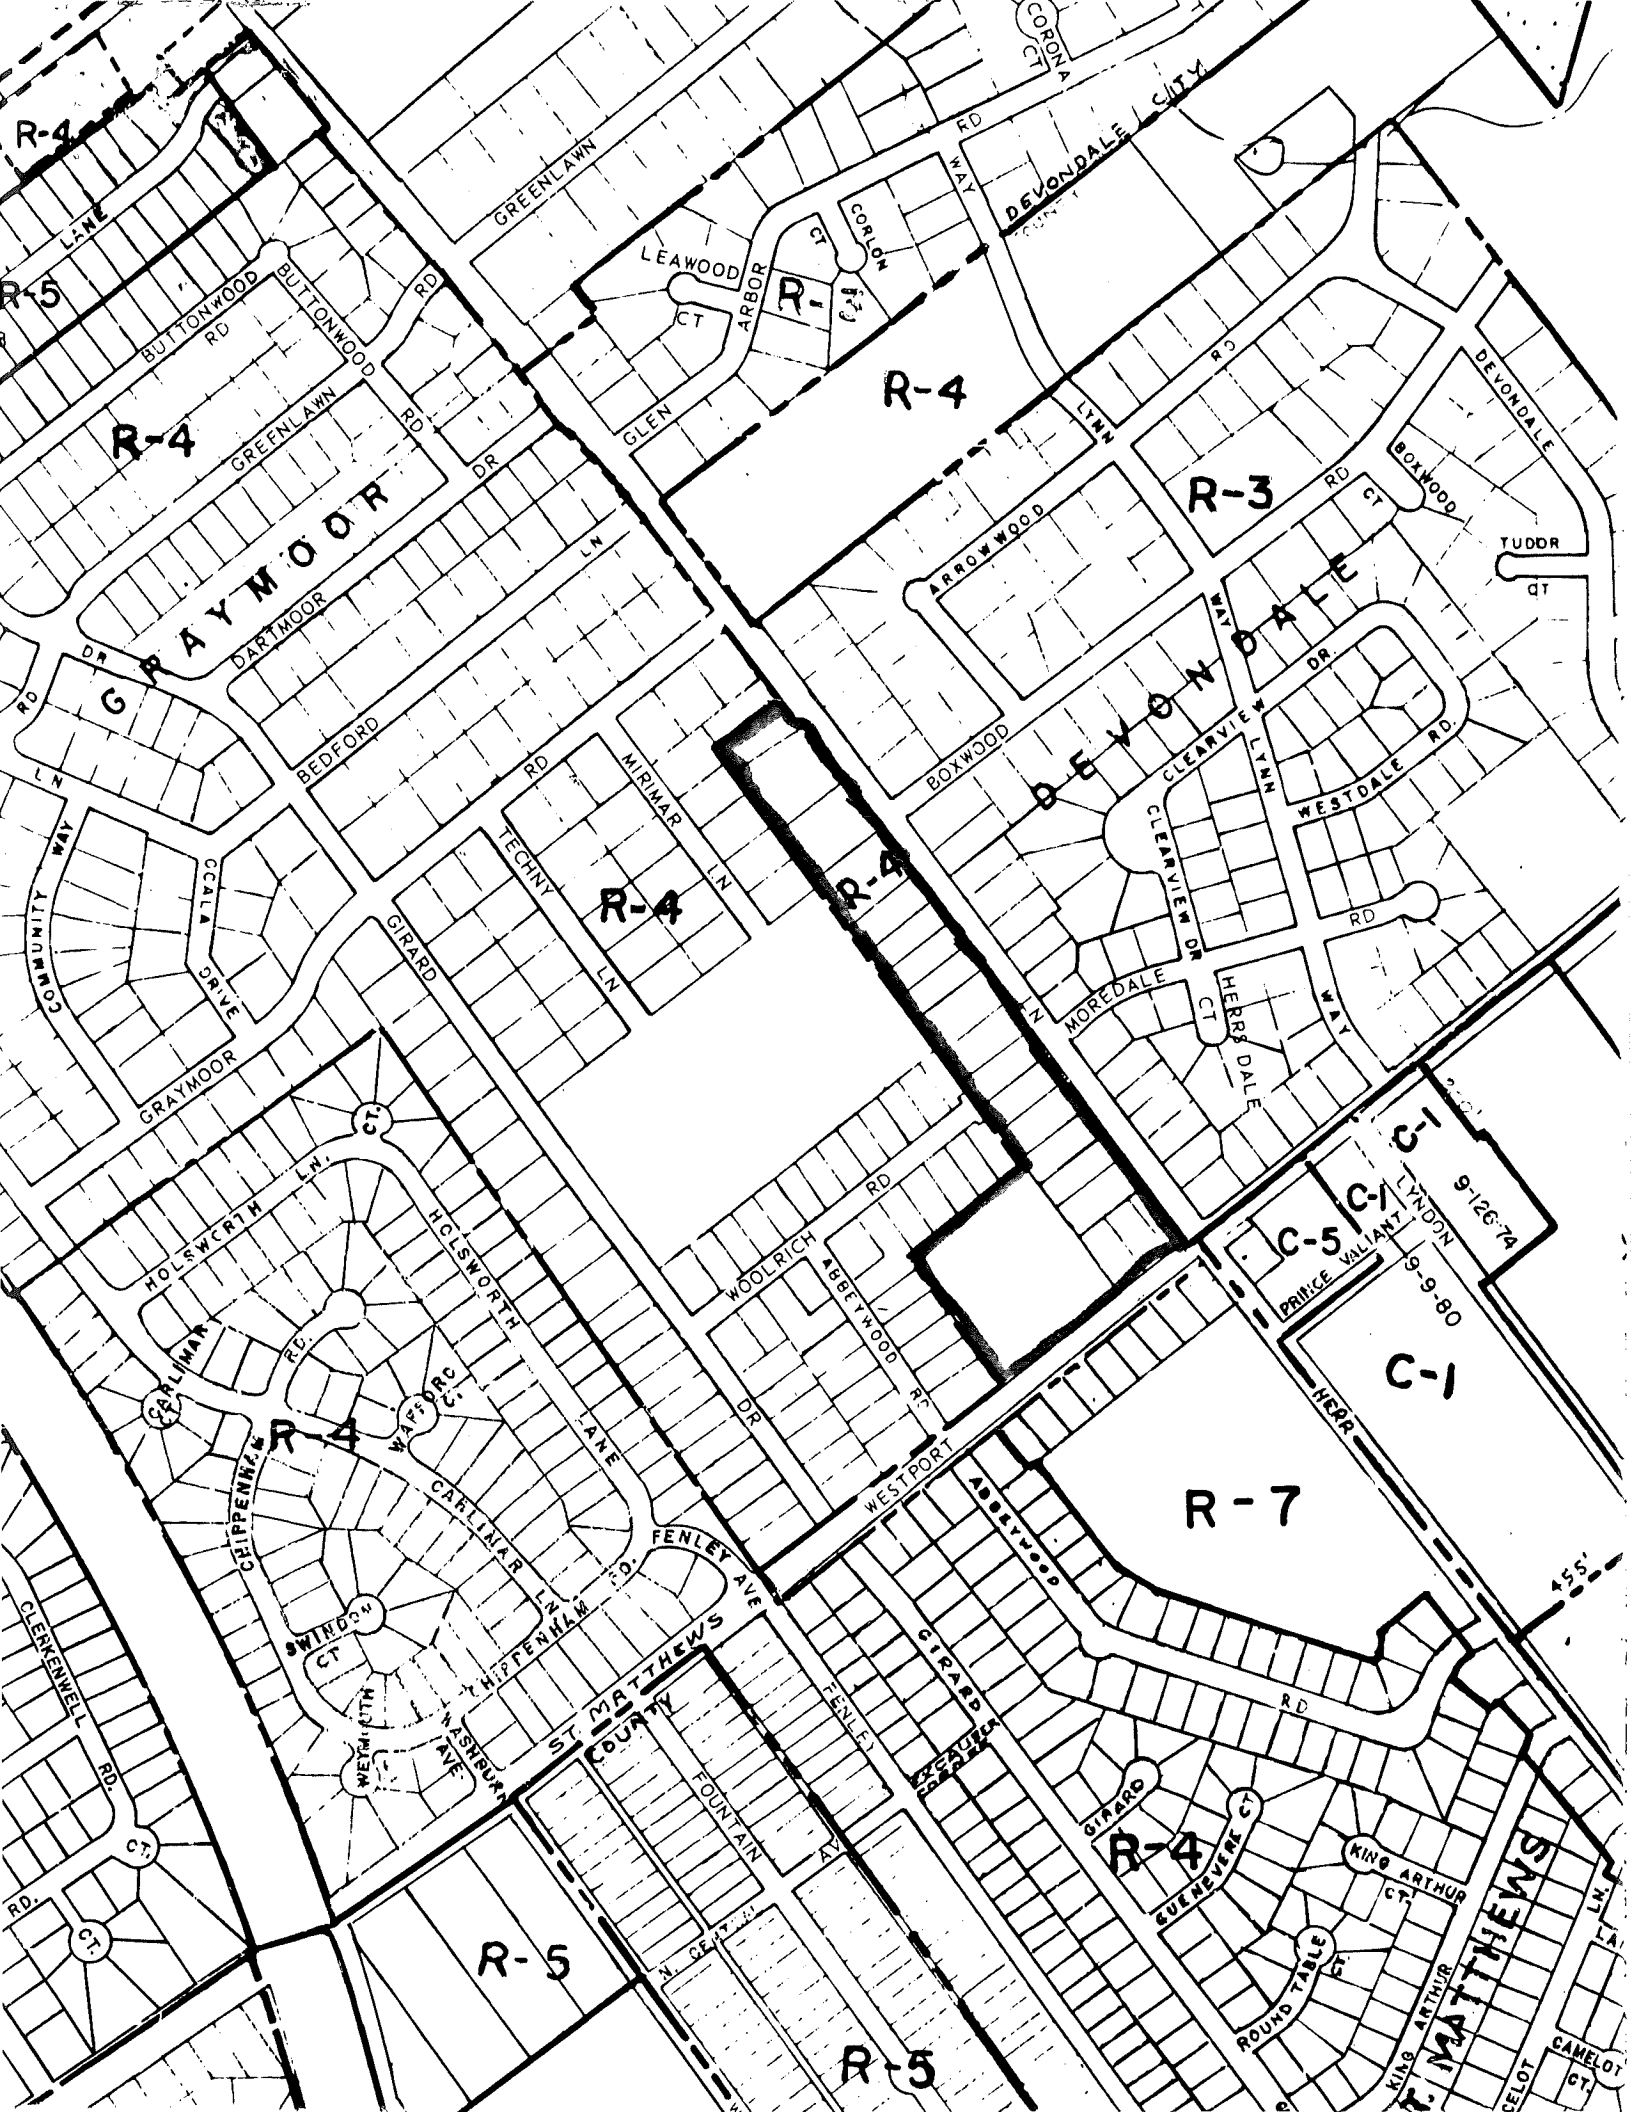 CORONA
CT
R-4
LANE
R-5
GREENLAWN
RD
WAY
DEVONDALE
CITY
LEAWOOD
CT
ARBOR
CT
CORLON
R-
GLEN
BUTTONWOOD
RD
BUTTONWOOD
RD
RD
R-4
GREENLAWN
DR
GRAYMOOR
DARTMOOR
LN
DR
RD
BEDFORD
R-4
LYNN
RD
R-3
RD
CT
BOXWOOD
DEVONDALE
TUDOR
CT
ARROWWOOD
WAY
DEVONDALE
DR.
CLEARVIEW
LYNN
WESTDALE
RD.
BOXWOOD
CLEARVIEW DR
RD
MOREDALE
CT
HERRS DALE
WAY
LN
RD
MIRIMAR
LN
TECHNY
LN
R-4
R-4
LN
WAY
COMMUNITY
DRIVE
GIRARD
GRAYMOOR
CT.
HOLSWORTH
LN.
HOLSWORTH
LANE
WOOLRICH
RD
ABBEYWOOD
DR
WESTPORT
C-1
C-1
LYNDON
9-126-74
C-5
PRINCE VALIANT
9-9-80
C-1
HERR
R-7
455'
CARLIMAR
CT.
RD.
R-4
CHIPPENHAM
CARLIMAR
LN
FENLEY
AVE
CHIPPENHAM
RD.
SWINDON
CT
WEYMOUTH
WASHBURN
AVE.
ST. MATTHEWS
COUNTY
CLERKENWELL
RD.
CT.
RD.
CT.
ABBEYWOOD
RD
GIRARD
FENLEY
FOUNTAIN
AV
GIRARD
R-4
GUENEVERE
CT
KING ARTHUR
CT.
ROUND TABLE
CT.
KING ARTHUR
MATTHEWS
LN.
CAMELOT
CT.
R-5
R-5